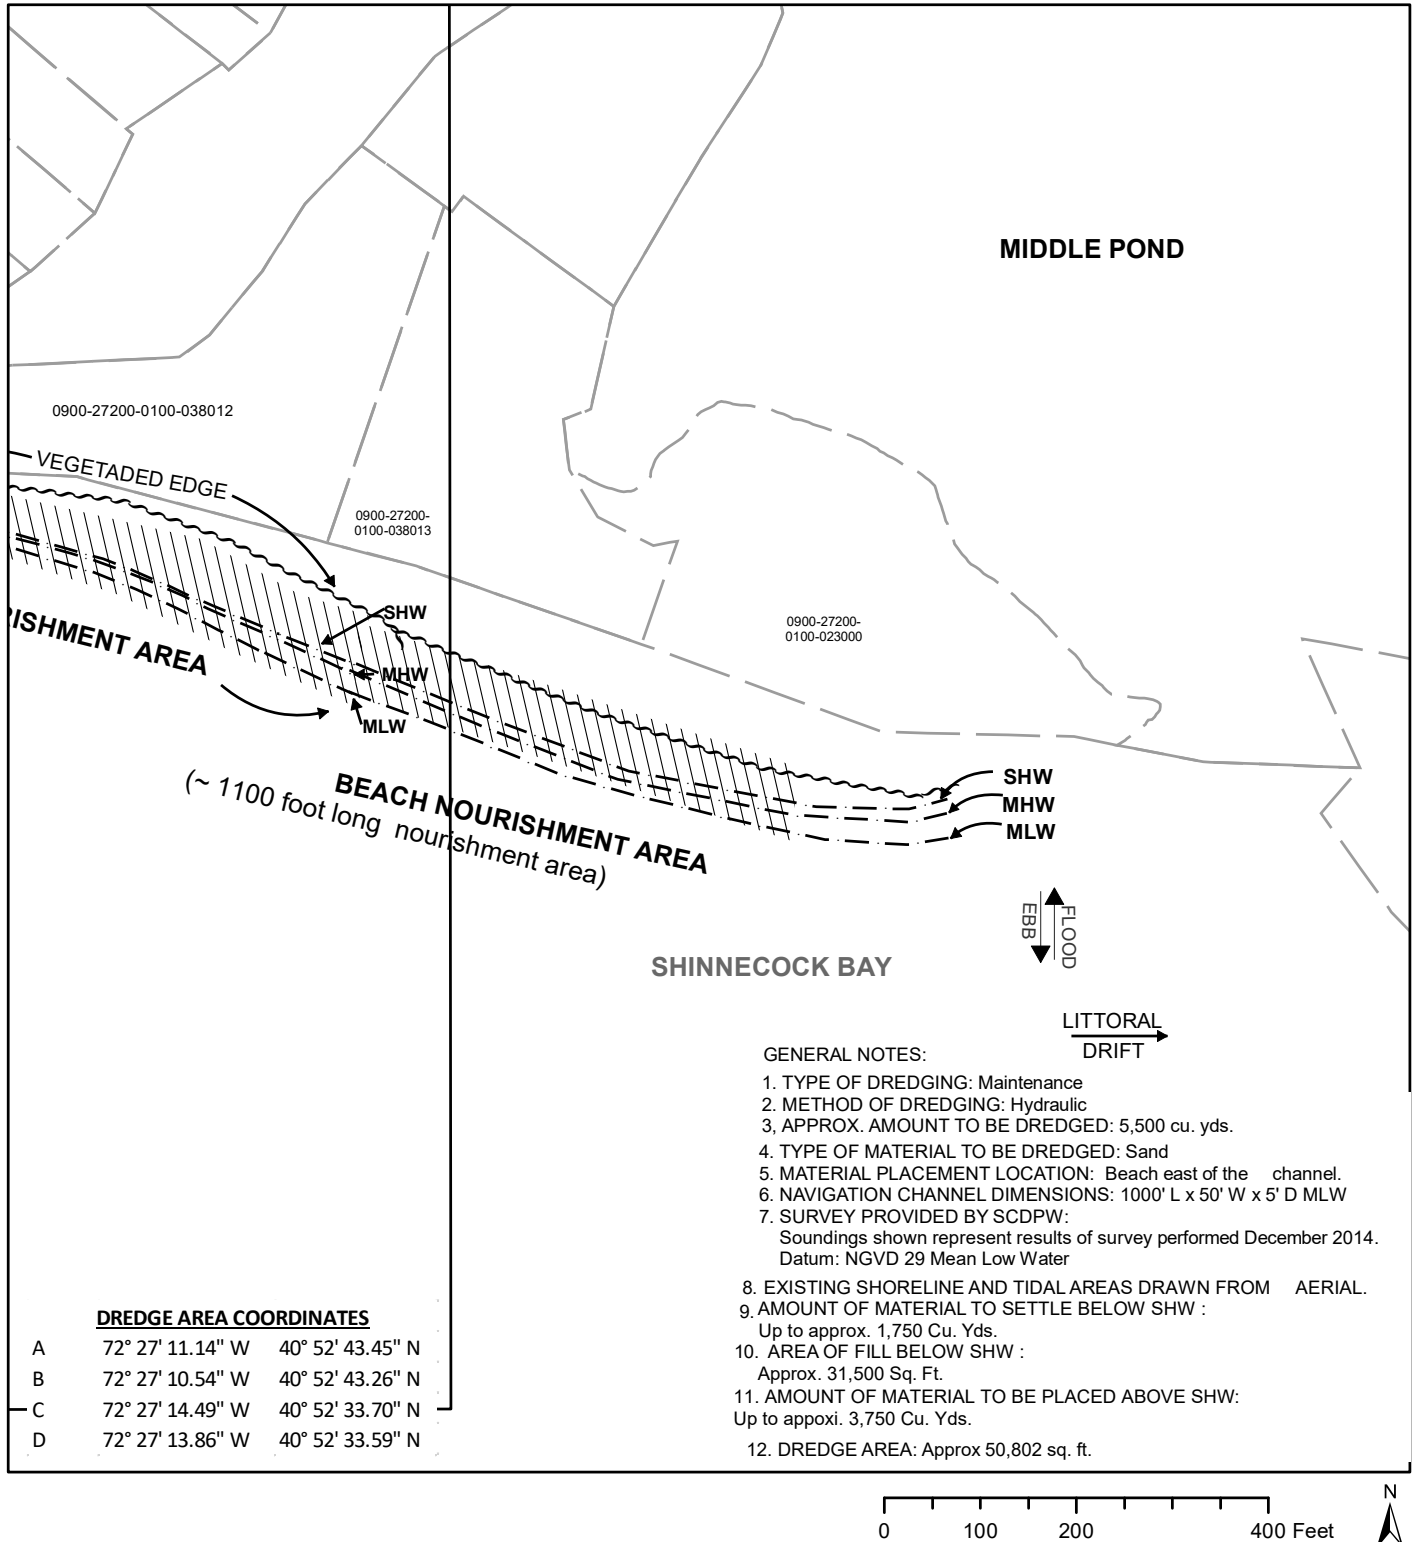 MIDDLE POND
0900-27200-0100-038012
VEGETADED EDGE
0900-27200-
0100-038013
0900-27200-
0100-023000
SHW
MHW
MLW
RISHMENT AREA
BEACH NOURISHMENT AREA
(~ 1100 foot long nourishment area)
SHW
MHW
MLW
EBB
FLOOD
SHINNECOCK BAY
LITTORAL
DRIFT
GENERAL NOTES:
1. TYPE OF DREDGING: Maintenance
2. METHOD OF DREDGING: Hydraulic
3, APPROX. AMOUNT TO BE DREDGED: 5,500 cu. yds.
4. TYPE OF MATERIAL TO BE DREDGED: Sand
5. MATERIAL PLACEMENT LOCATION: Beach east of the channel.
6. NAVIGATION CHANNEL DIMENSIONS: 1000' L x 50' W x 5' D MLW
7. SURVEY PROVIDED BY SCDPW:
Soundings shown represent results of survey performed December 2014.
Datum: NGVD 29 Mean Low Water
8. EXISTING SHORELINE AND TIDAL AREAS DRAWN FROM AERIAL.
9. AMOUNT OF MATERIAL TO SETTLE BELOW SHW :
Up to approx. 1,750 Cu. Yds.
10. AREA OF FILL BELOW SHW :
Approx. 31,500 Sq. Ft.
11. AMOUNT OF MATERIAL TO BE PLACED ABOVE SHW:
Up to appoxi. 3,750 Cu. Yds.
12. DREDGE AREA: Approx 50,802 sq. ft.
DREDGE AREA COORDINATES
A 72° 27' 11.14" W 40° 52' 43.45" N
B 72° 27' 10.54" W 40° 52' 43.26" N
C 72° 27' 14.49" W 40° 52' 33.70" N
D 72° 27' 13.86" W 40° 52' 33.59" N
0 100 200 400 Feet
N